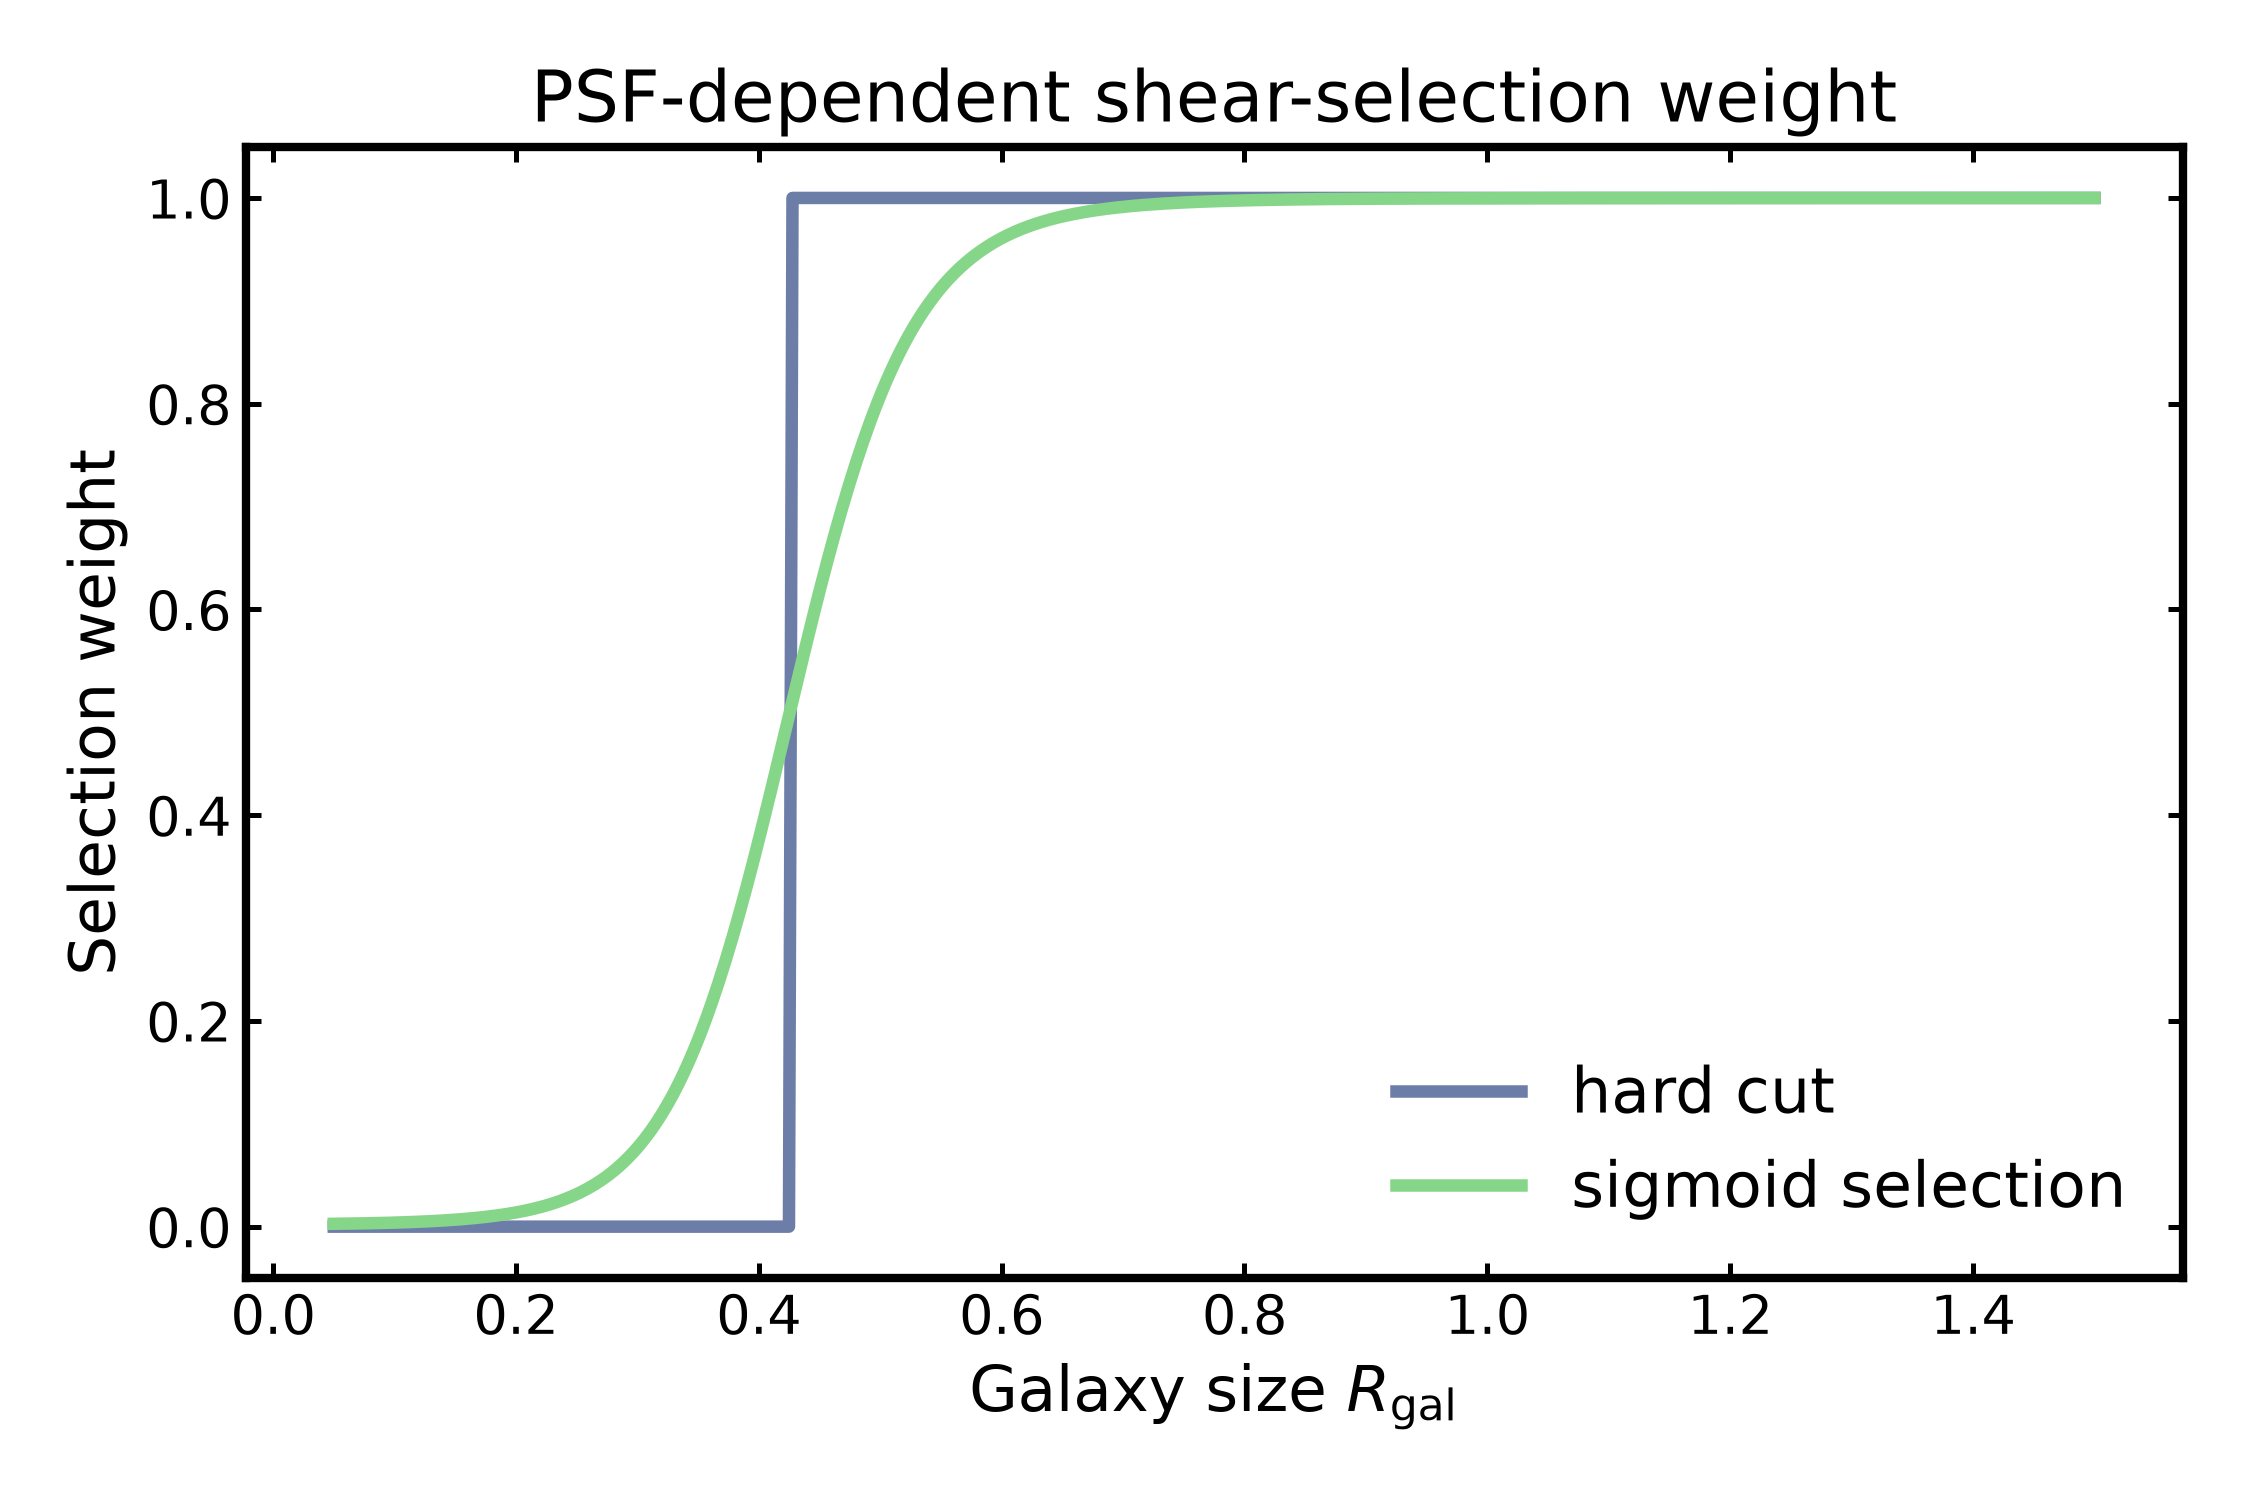 PSF-dependent shear-selection weight
Selection weight
1.0
0.8
0.6
0.4
0.2
0.0
hard cut
sigmoid selection
0.0 0.2 0.4 0.6 0.8 1.0 1.2 1.4
Galaxy size R_gal